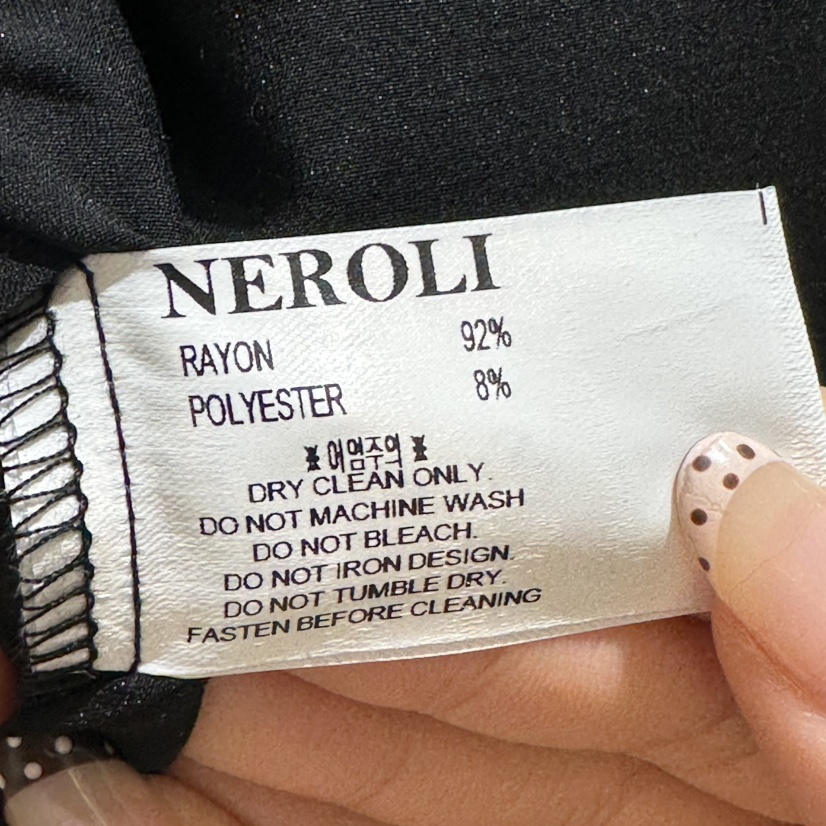 NEROLI
RAYON 92%
POLYESTER 8%
DRY CLEAN ONLY.
DO NOT MACHINE WASH
DO NOT BLEACH.
DO NOT IRON DESIGN.
DO NOT TUMBLE DRY.
FASTEN BEFORE CLEANING